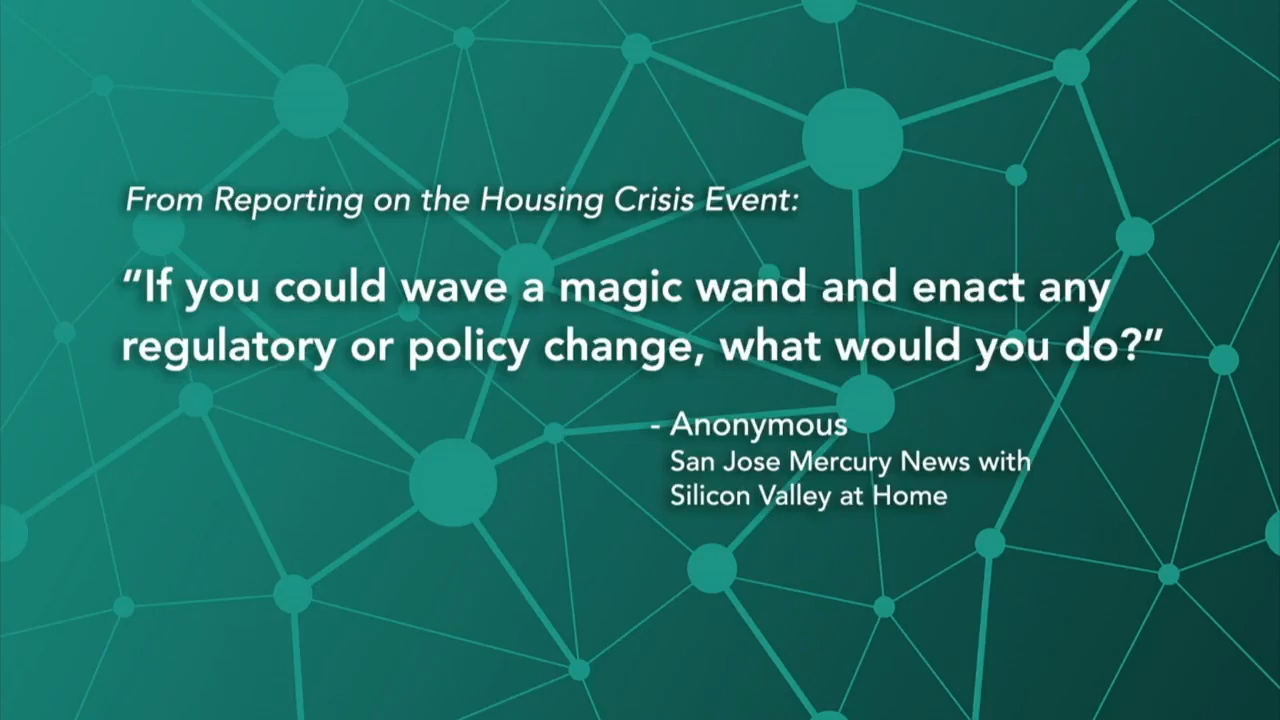 From Reporting on the Housing Crisis Event:
“If you could wave a magic wand and enact any
regulatory or policy change, what would you do?”
- Anonymous
San Jose Mercury News with
Silicon Valley at Home